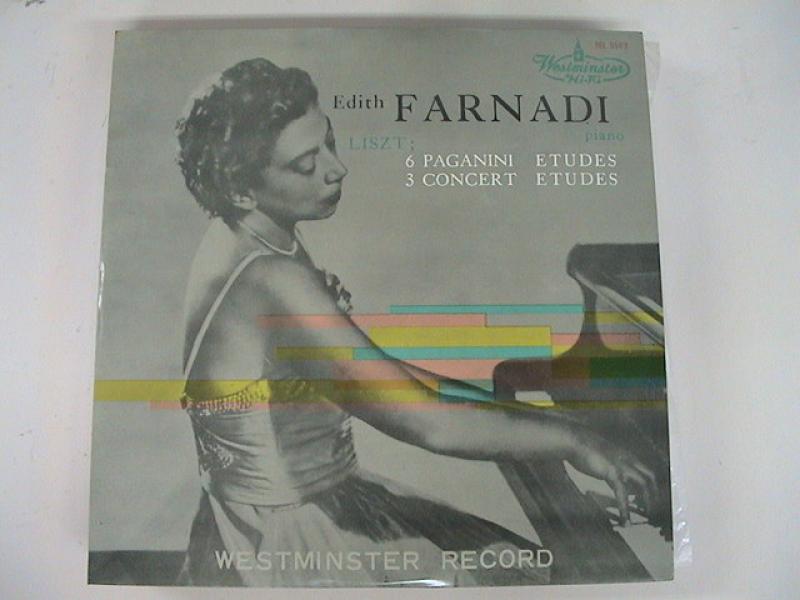 Westminster
Hi-Fi
Edith FARNADI
piano
LISZT;
6 PAGANINI ETUDES
3 CONCERT ETUDES
WESTMINSTER RECORD